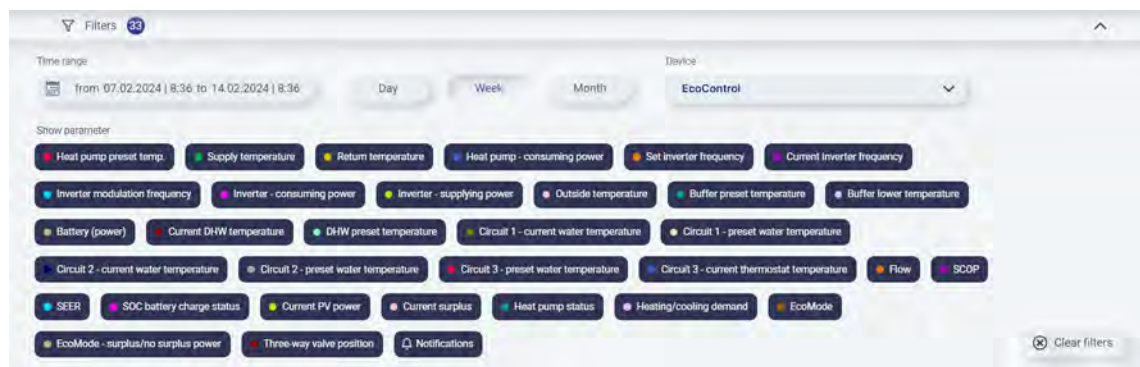 Filters 33
Time range Device
from 07.02.2024 | 8:36 to 14.02.2024 | 8:36 Day Week Month EcoControl
Show parameter
Heat pump preset temp. Supply temperature Return temperature Heat pump - consuming power Set inverter frequency Current inverter frequency
Inverter modulation frequency Inverter - consuming power Inverter - supplying power Outside temperature Buffer preset temperature Buffer lower temperature
Battery (power) Current DHW temperature DHW preset temperature Circuit 1 - current water temperature Circuit 1 - preset water temperature
Circuit 2 - current water temperature Circuit 2 - preset water temperature Circuit 3 - preset water temperature Circuit 3 - current thermostat temperature Flow SCOP
SEER SOC battery charge status Current PV power Current surplus Heat pump status Heating/cooling demand EcoMode
EcoMode - surplus/no surplus power Three-way valve position Notifications Clear filters